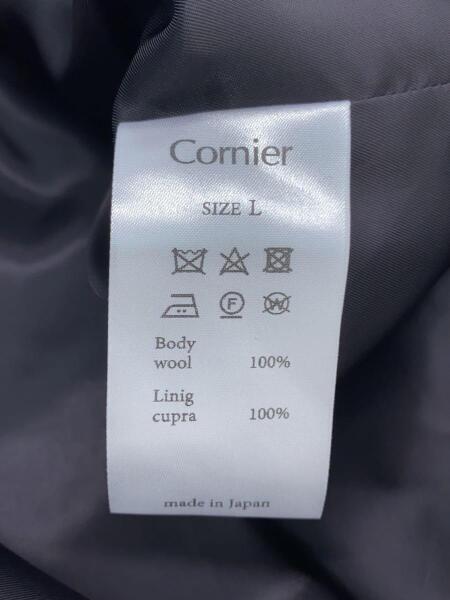 Cornier
SIZE L
F
W
Body
wool 100%
Linig
cupra 100%
made in Japan